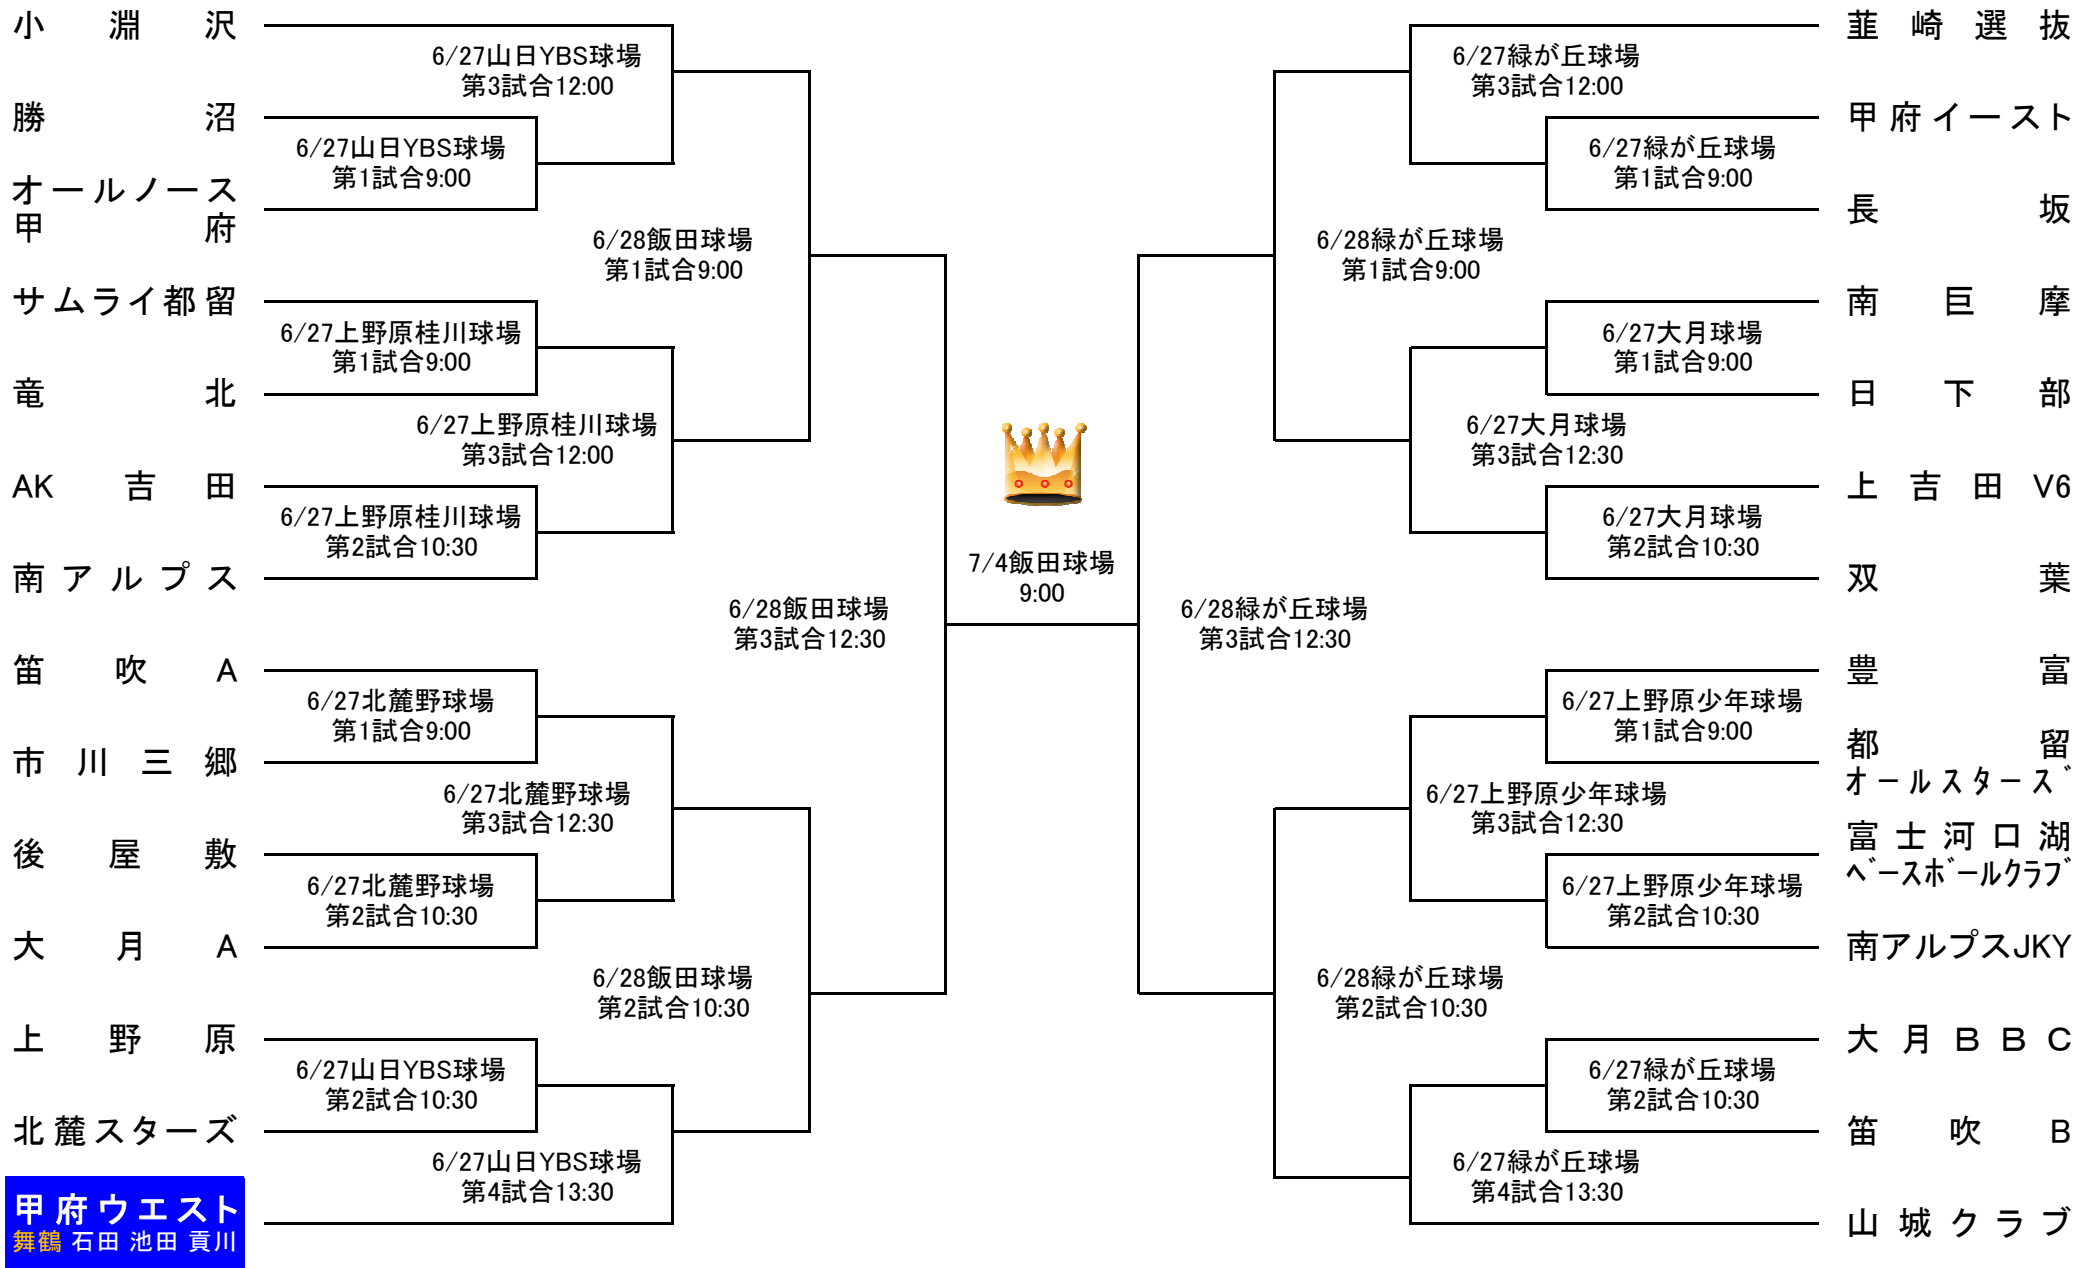 小淵沢
6/27山日YBS球場
第3試合12:00
勝沼
6/27山日YBS球場
第1試合9:00
オールノース
甲府
6/28飯田球場
第1試合9:00
サムライ都留
6/27上野原桂川球場
第1試合9:00
竜北
6/27上野原桂川球場
第3試合12:00
AK吉田
6/27上野原桂川球場
第2試合10:30
南アルプス
6/28飯田球場
第3試合12:30
笛吹A
6/27北麓野球場
第1試合9:00
市川三郷
6/27北麓野球場
第3試合12:30
後屋敷
6/27北麓野球場
第2試合10:30
大月A
6/28飯田球場
第2試合10:30
上野原
6/27山日YBS球場
第2試合10:30
北麓スターズ
6/27山日YBS球場
第4試合13:30
甲府ウエスト
舞鶴 石田 池田 貢川
7/4飯田球場
9:00
韮崎選抜
6/27緑が丘球場
第3試合12:00
甲府イースト
6/27緑が丘球場
第1試合9:00
長坂
6/28緑が丘球場
第1試合9:00
南巨摩
6/27大月球場
第1試合9:00
日下部
6/27大月球場
第3試合12:30
上吉田V6
6/27大月球場
第2試合10:30
双葉
6/28緑が丘球場
第3試合12:30
豊富
6/27上野原少年球場
第1試合9:00
都留
ｵｰﾙｽﾀｰｽﾞ
6/27上野原少年球場
第3試合12:30
富士河口湖
ﾍﾞｰｽﾎﾞｰﾙｸﾗﾌﾞ
6/27上野原少年球場
第2試合10:30
南アルプスJKY
6/28緑が丘球場
第2試合10:30
大月ＢＢＣ
6/27緑が丘球場
第2試合10:30
笛吹B
6/27緑が丘球場
第4試合13:30
山城クラブ